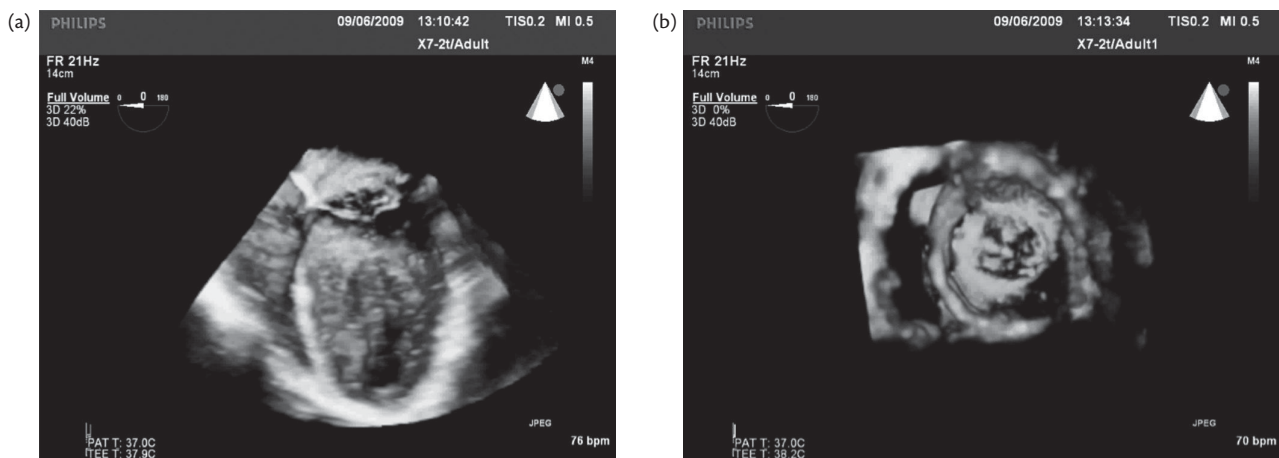 (a)
PHILIPS 09/06/2009 13:10:42 TIS0.2 MI 0.5
X7-2t/Adult
FR 21Hz
14cm
M4
Full Volume 0 0 180
3D 22%
3D 40dB
JPEG
PAT T: 37.0C
TEE T: 37.9C
76 bpm
(b)
PHILIPS 09/06/2009 13:13:34 TIS0.2 MI 0.5
X7-2t/Adult1
FR 21Hz
14cm
M4
Full Volume 0 0 180
3D 0%
3D 40dB
JPEG
PAT T: 37.0C
TEE T: 38.2C
70 bpm